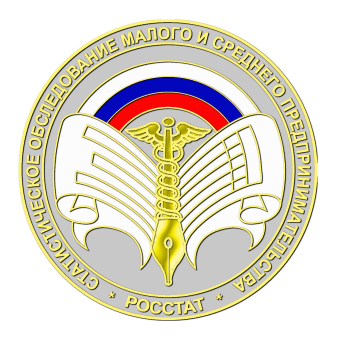 СТАТИСТИЧЕСКОЕ ОБСЛЕДОВАНИЕ МАЛОГО И СРЕДНЕГО ПРЕДПРИНИМАТЕЛЬСТВА
* РОССТАТ *